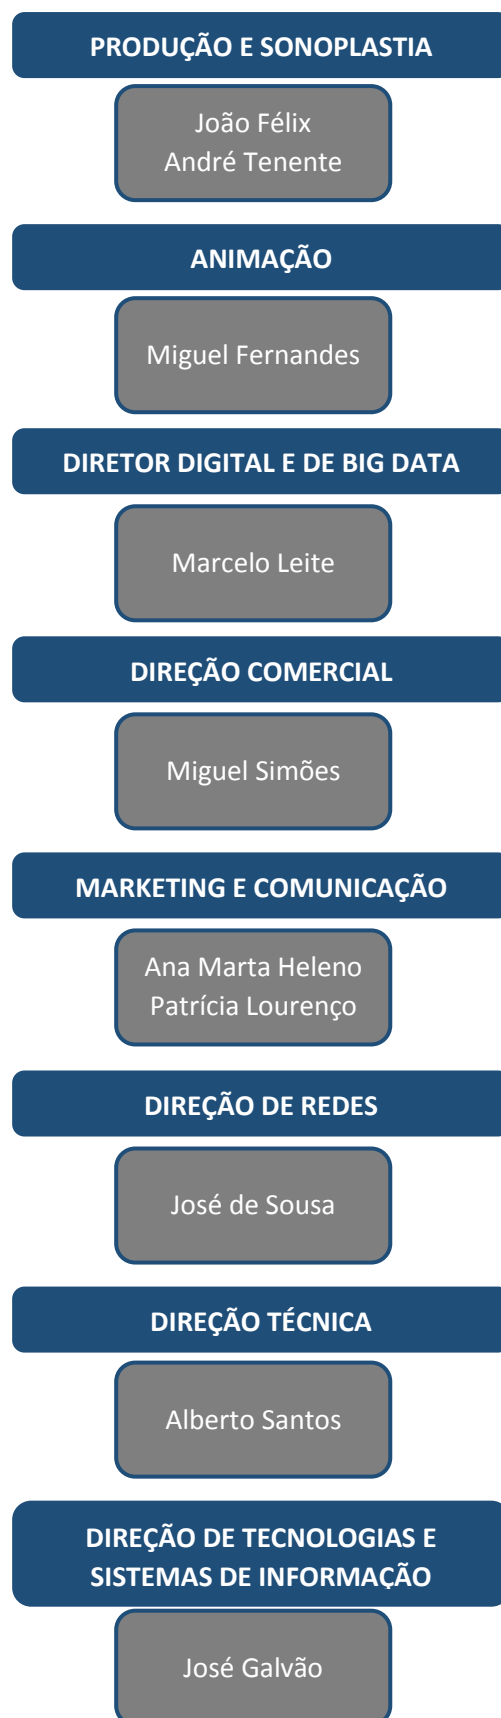 PRODUÇÃO E SONOPLASTIA
João Félix
André Tenente
ANIMAÇÃO
Miguel Fernandes
DIRETOR DIGITAL E DE BIG DATA
Marcelo Leite
DIREÇÃO COMERCIAL
Miguel Simões
MARKETING E COMUNICAÇÃO
Ana Marta Heleno
Patrícia Lourenço
DIREÇÃO DE REDES
José de Sousa
DIREÇÃO TÉCNICA
Alberto Santos
DIREÇÃO DE TECNOLOGIAS E
SISTEMAS DE INFORMAÇÃO
José Galvão